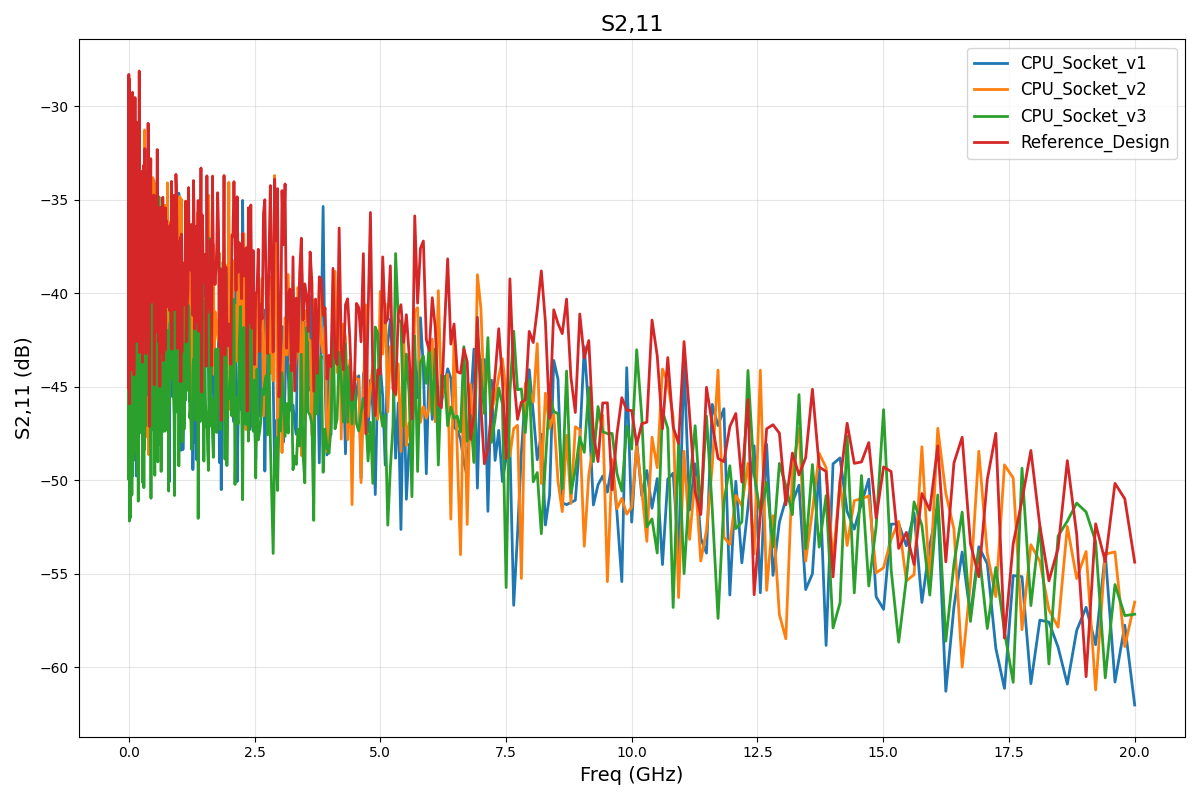 S2,11
CPU_Socket_v1
CPU_Socket_v2
CPU_Socket_v3
Reference_Design
S2,11 (dB)
−30
−35
−40
−45
−50
−55
−60
0.0 2.5 5.0 7.5 10.0 12.5 15.0 17.5 20.0
Freq (GHz)